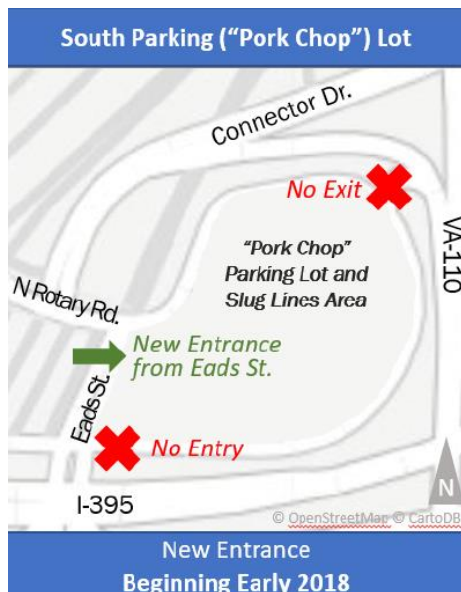 South Parking ("Pork Chop") Lot
Connector Dr.
No Exit
"Pork Chop"
Parking Lot and
Slug Lines Area
VA-110
N Rotary Rd.
New Entrance
from Eads St.
Eads St.
No Entry
I-395
N
© OpenStreetMap © CartoDB
New Entrance
Beginning Early 2018